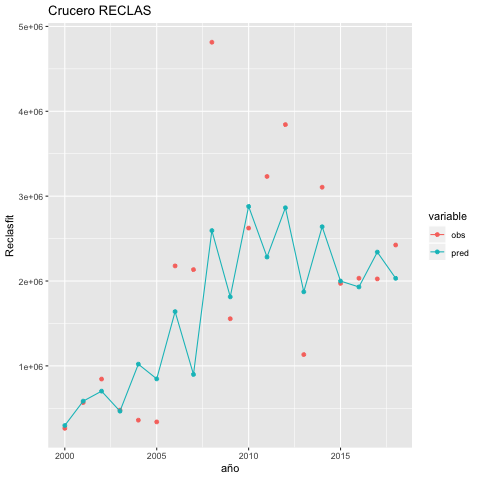 Crucero RECLAS
5e+06
4e+06
3e+06
2e+06
1e+06
Reclasfit
2000
2005
2010
2015
año
variable
obs
pred